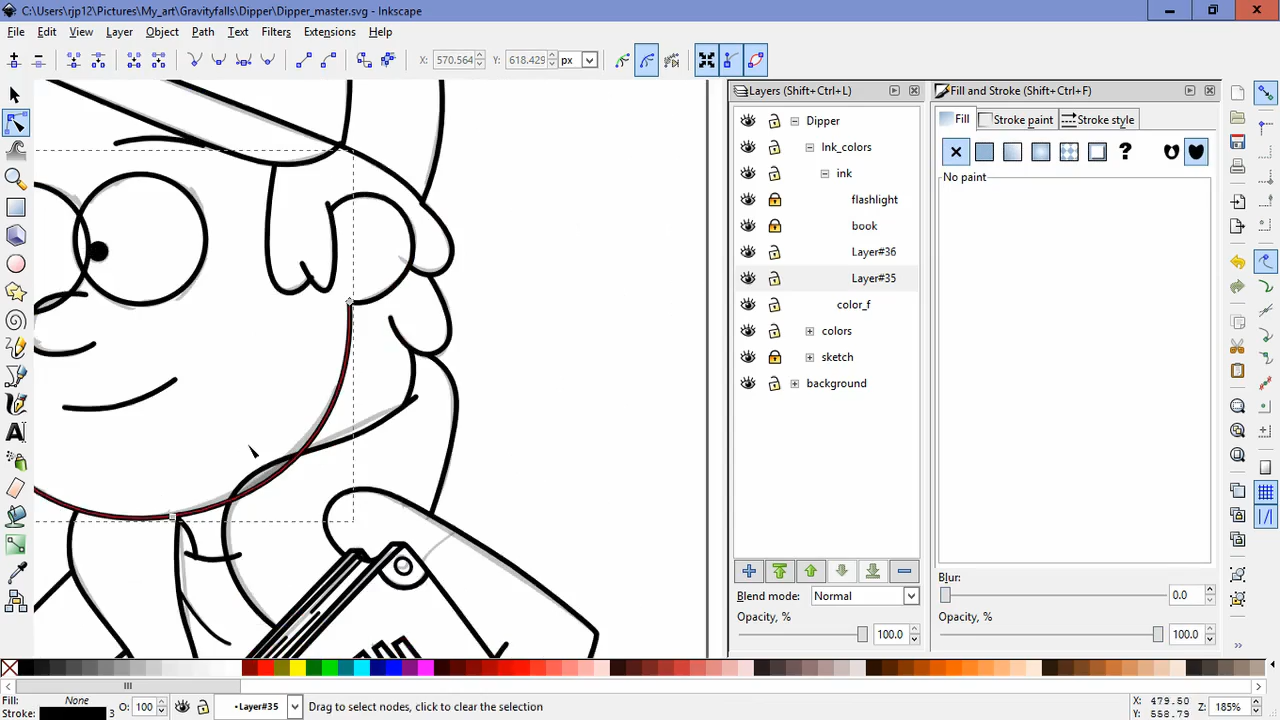 C:\Users\rjp12\Pictures\My_art\Gravityfalls\Dipper\Dipper_master.svg - Inkscape
File Edit View Layer Object Path Text Filters Extensions Help
X: 570.564 Y: 618.429 px
Layers (Shift+Ctrl+L)
Dipper
Ink_colors
ink
flashlight
book
Layer#36
Layer#35
color_f
colors
sketch
background
Blend mode: Normal
Opacity, %
100.0
Fill and Stroke (Shift+Ctrl+F)
Fill Stroke paint Stroke style
?
No paint
Blur:
0.0
Opacity, %
100.0
Fill: None
Stroke: 3
O: 100
•Layer#35
Drag to select nodes, click to clear the selection
X: 479.50
Y: 558.79
Z: 185%